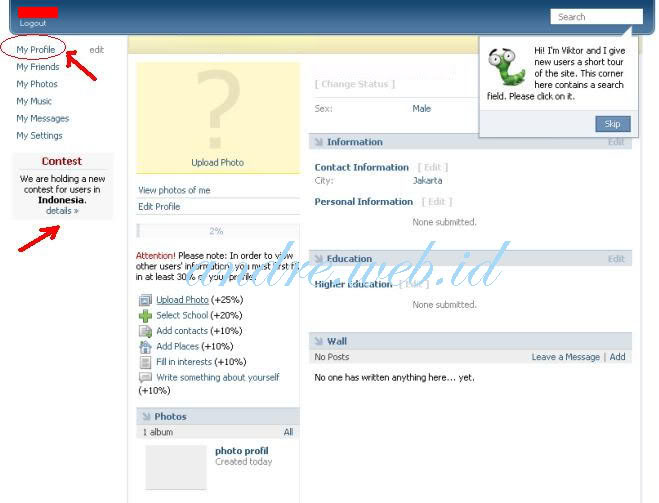 Logout
Search
My Profile edit
My Friends
My Photos
My Music
My Messages
My Settings
Contest
We are holding a new
contest for users in
Indonesia.
details »
?
Upload Photo
View photos of me
Edit Profile
2%
Attention! Please note: In order to view
other users' information, you must first fill
in at least 30% of your profile.
Upload Photo (+25%)
Select School (+20%)
Add contacts (+10%)
Add Places (+10%)
Fill in interests (+10%)
Write something about yourself
(+10%)
Photos
1 album All
photo profil
Created today
[ Change Status ]
Sex: Male
Information Edit
Contact Information [ Edit ]
City: Jakarta
Personal Information [ Edit ]
None submitted.
Education Edit
Higher Education [ Edit ]
None submitted.
Wall
No Posts Leave a Message | Add
No one has written anything here... yet.
Hi! I'm Viktor and I give
new users a short tour
of the site. This corner
here contains a search
field. Please click on it.
Skip
andre.web.id